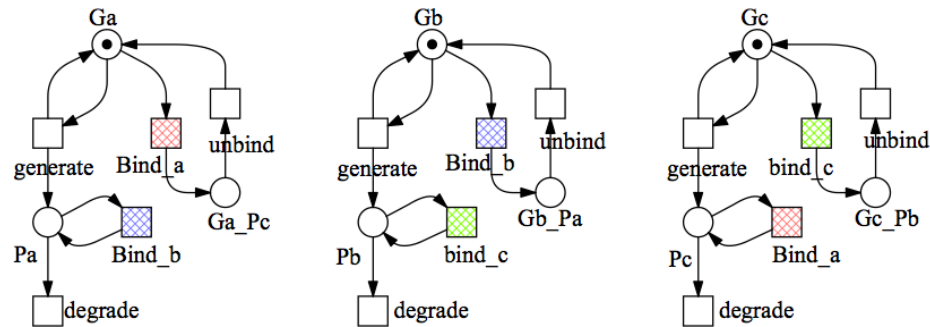 Ga
Gb
Gc
generate
Bind_a
unbind
generate
Bind_b
unbind
generate
bind_c
unbind
Ga_Pc
Gb_Pa
Gc_Pb
Pa
Bind_b
Pb
bind_c
Pc
Bind_a
degrade
degrade
degrade